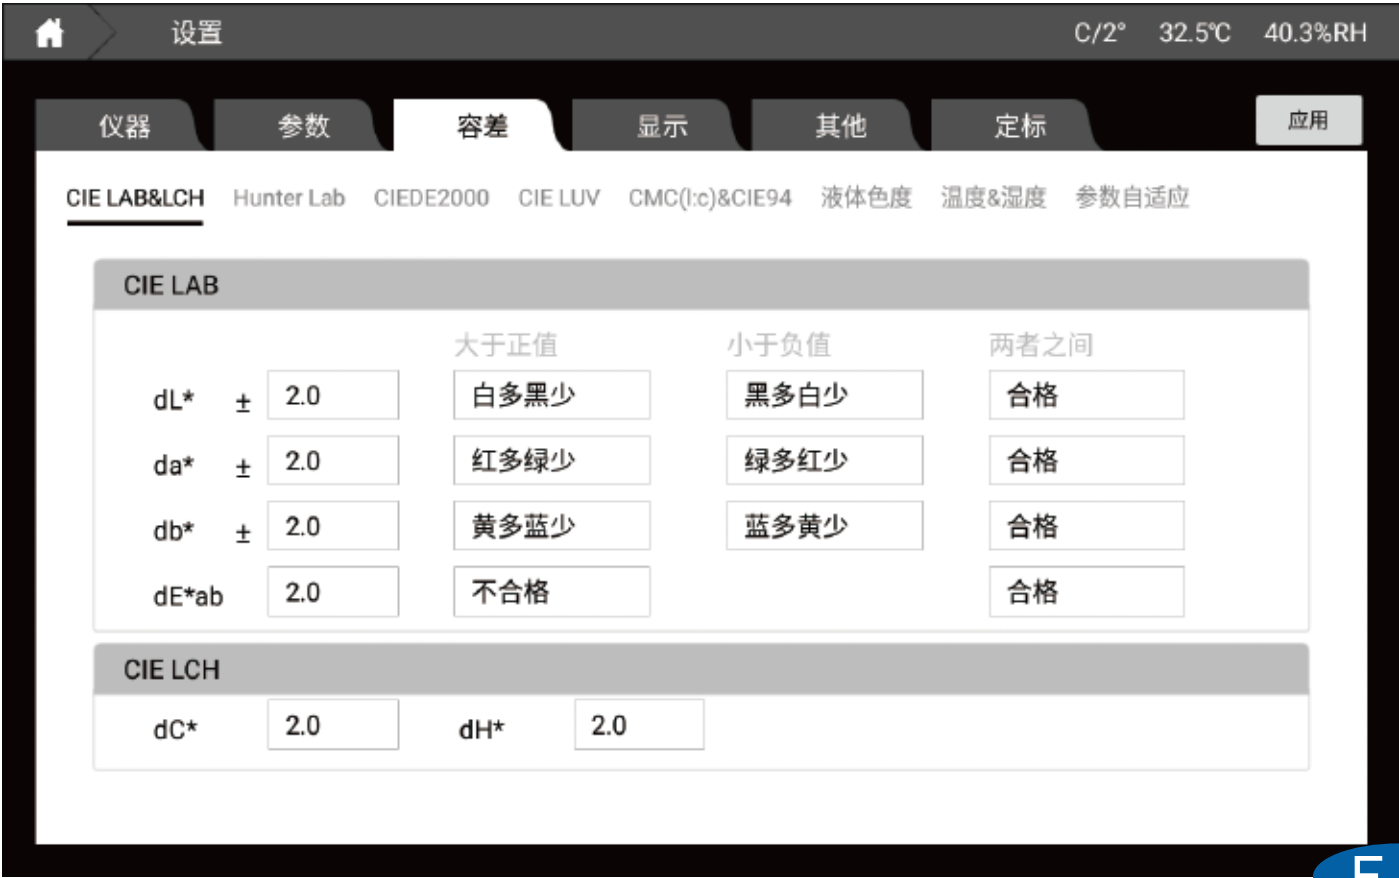 设置 C/2° 32.5℃ 40.3%RH
仪器 参数 容差 显示 其他 定标 应用
CIE LAB&LCH Hunter Lab CIEDE2000 CIE LUV CMC(l:c)&CIE94 液体色度 温度&湿度 参数自适应
CIE LAB
大于正值 小于负值 两者之间
dL* ± 2.0 白多黑少 黑多白少 合格
da* ± 2.0 红多绿少 绿多红少 合格
db* ± 2.0 黄多蓝少 蓝多黄少 合格
dE*ab 2.0 不合格 合格
CIE LCH
dC* 2.0 dH* 2.0